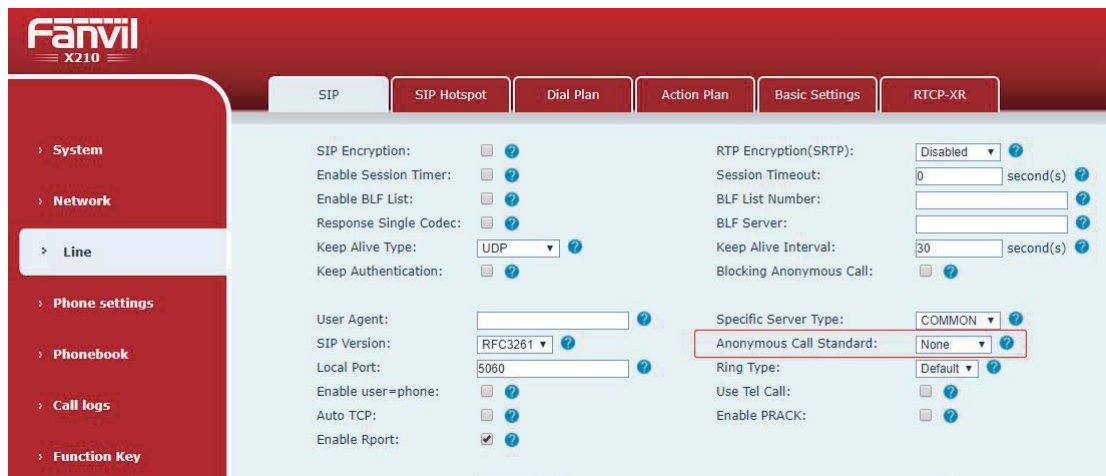 Fanvil
X210
SIP
SIP Hotspot
Dial Plan
Action Plan
Basic Settings
RTCP-XR
› System
› Network
› Line
› Phone settings
› Phonebook
› Call logs
› Function Key
SIP Encryption:
RTP Encryption(SRTP): Disabled
Enable Session Timer:
Session Timeout: 0 second(s)
Enable BLF List:
BLF List Number:
Response Single Codec:
BLF Server:
Keep Alive Type: UDP
Keep Alive Interval: 30 second(s)
Keep Authentication:
Blocking Anonymous Call:
User Agent:
Specific Server Type: COMMON
SIP Version: RFC3261
Anonymous Call Standard: None
Local Port: 5060
Ring Type: Default
Enable user=phone:
Use Tel Call:
Auto TCP:
Enable PRACK:
Enable Rport: